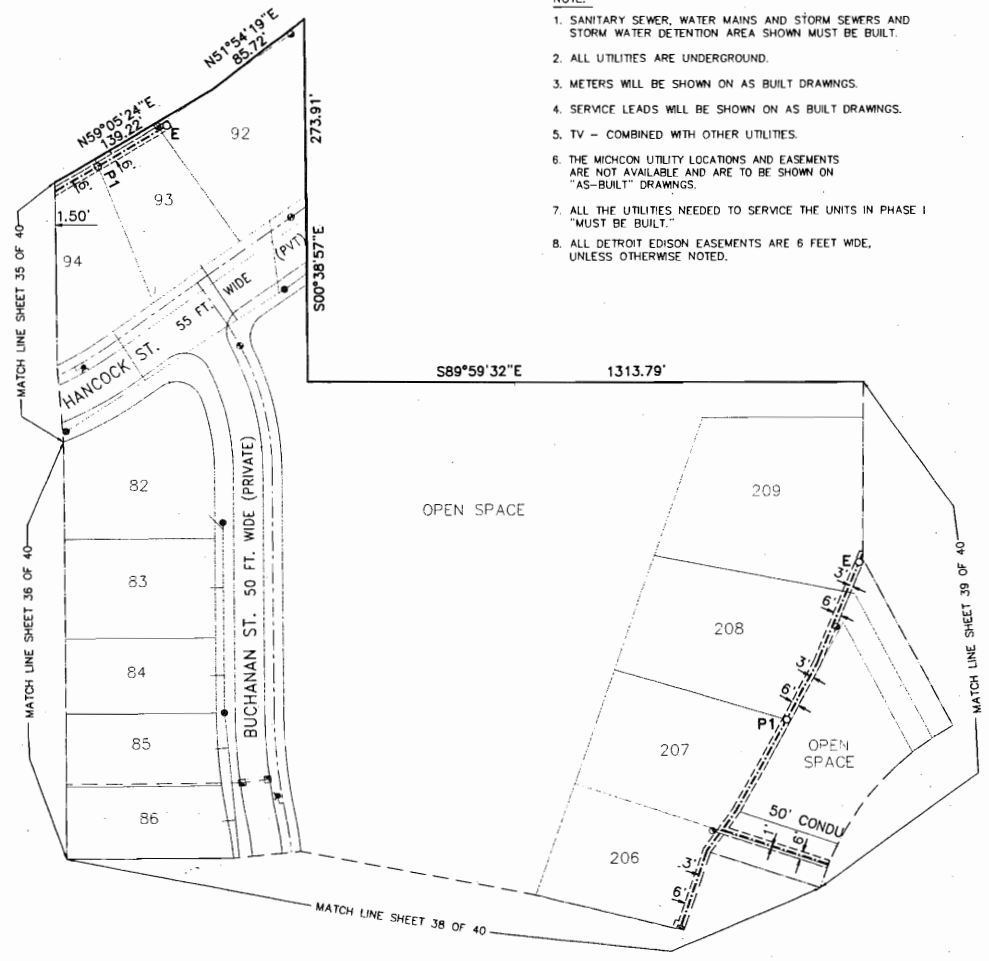 NOTE:
1. SANITARY SEWER, WATER MAINS AND STORM SEWERS AND
STORM WATER DETENTION AREA SHOWN MUST BE BUILT.
2. ALL UTILITIES ARE UNDERGROUND.
3. METERS WILL BE SHOWN ON AS BUILT DRAWINGS.
4. SERVICE LEADS WILL BE SHOWN ON AS BUILT DRAWINGS.
5. TV – COMBINED WITH OTHER UTILITIES.
6. THE MICHCON UTILITY LOCATIONS AND EASEMENTS
ARE NOT AVAILABLE AND ARE TO BE SHOWN ON
"AS-BUILT" DRAWINGS.
7. ALL THE UTILITIES NEEDED TO SERVICE THE UNITS IN PHASE I
"MUST BE BUILT."
8. ALL DETROIT EDISON EASEMENTS ARE 6 FEET WIDE,
UNLESS OTHERWISE NOTED.
N51°54'19"E
85.72'
N59°05'24"E
139.22'
E
92
273.91'
6'
P1
6'
93
1.50'
94
S00°38'57"E
MATCH LINE SHEET 35 OF 40
HANCOCK ST. 55 FT. WIDE (PVT)
S89°59'32"E 1313.79'
82
83
84
85
86
BUCHANAN ST. 50 FT. WIDE (PRIVATE)
MATCH LINE SHEET 36 OF 40
OPEN SPACE
209
208
207
206
E
3'
6'
3'
6'
P1
OPEN
SPACE
50' CONDU
1'
6'
3'
6'
MATCH LINE SHEET 39 OF 40
MATCH LINE SHEET 38 OF 40